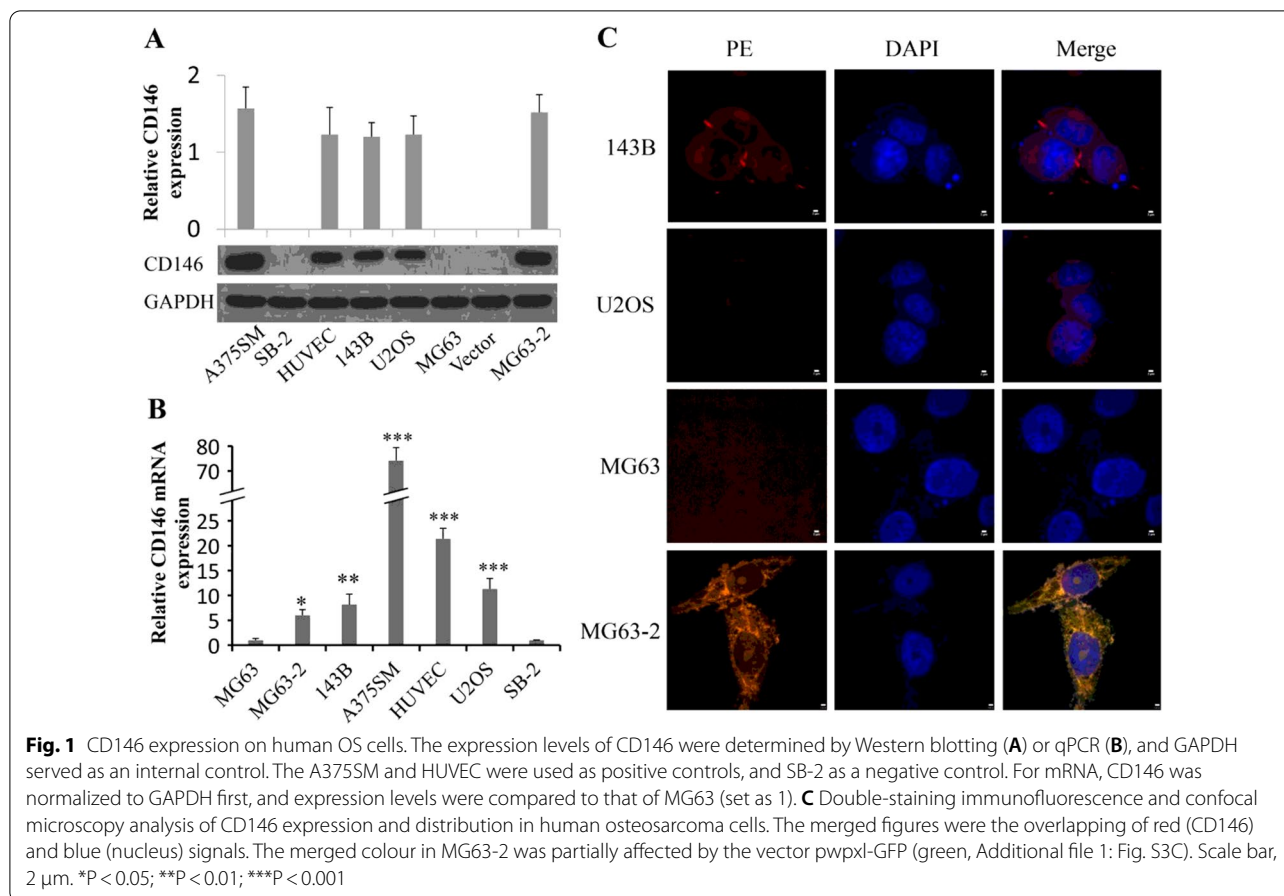 A
Relative CD146
expression
2
1
0
CD146
GAPDH
A375SM
SB-2
HUVEC
143B
U2OS
MG63
Vector
MG63-2
B
Relative CD146 mRNA
expression
80
70
25
20
15
10
5
0
*
**
***
***
***
MG63
MG63-2
143B
A375SM
HUVEC
U2OS
SB-2
C
PE DAPI Merge
143B
U2OS
MG63
MG63-2
Fig. 1 CD146 expression on human OS cells. The expression levels of CD146 were determined by Western blotting (A) or qPCR (B), and GAPDH
served as an internal control. The A375SM and HUVEC were used as positive controls, and SB-2 as a negative control. For mRNA, CD146 was
normalized to GAPDH first, and expression levels were compared to that of MG63 (set as 1). C Double-staining immunofluorescence and confocal
microscopy analysis of CD146 expression and distribution in human osteosarcoma cells. The merged figures were the overlapping of red (CD146)
and blue (nucleus) signals. The merged colour in MG63-2 was partially affected by the vector pwpxl-GFP (green, Additional file 1: Fig. S3C). Scale bar,
2 μm. *P < 0.05; **P < 0.01; ***P < 0.001